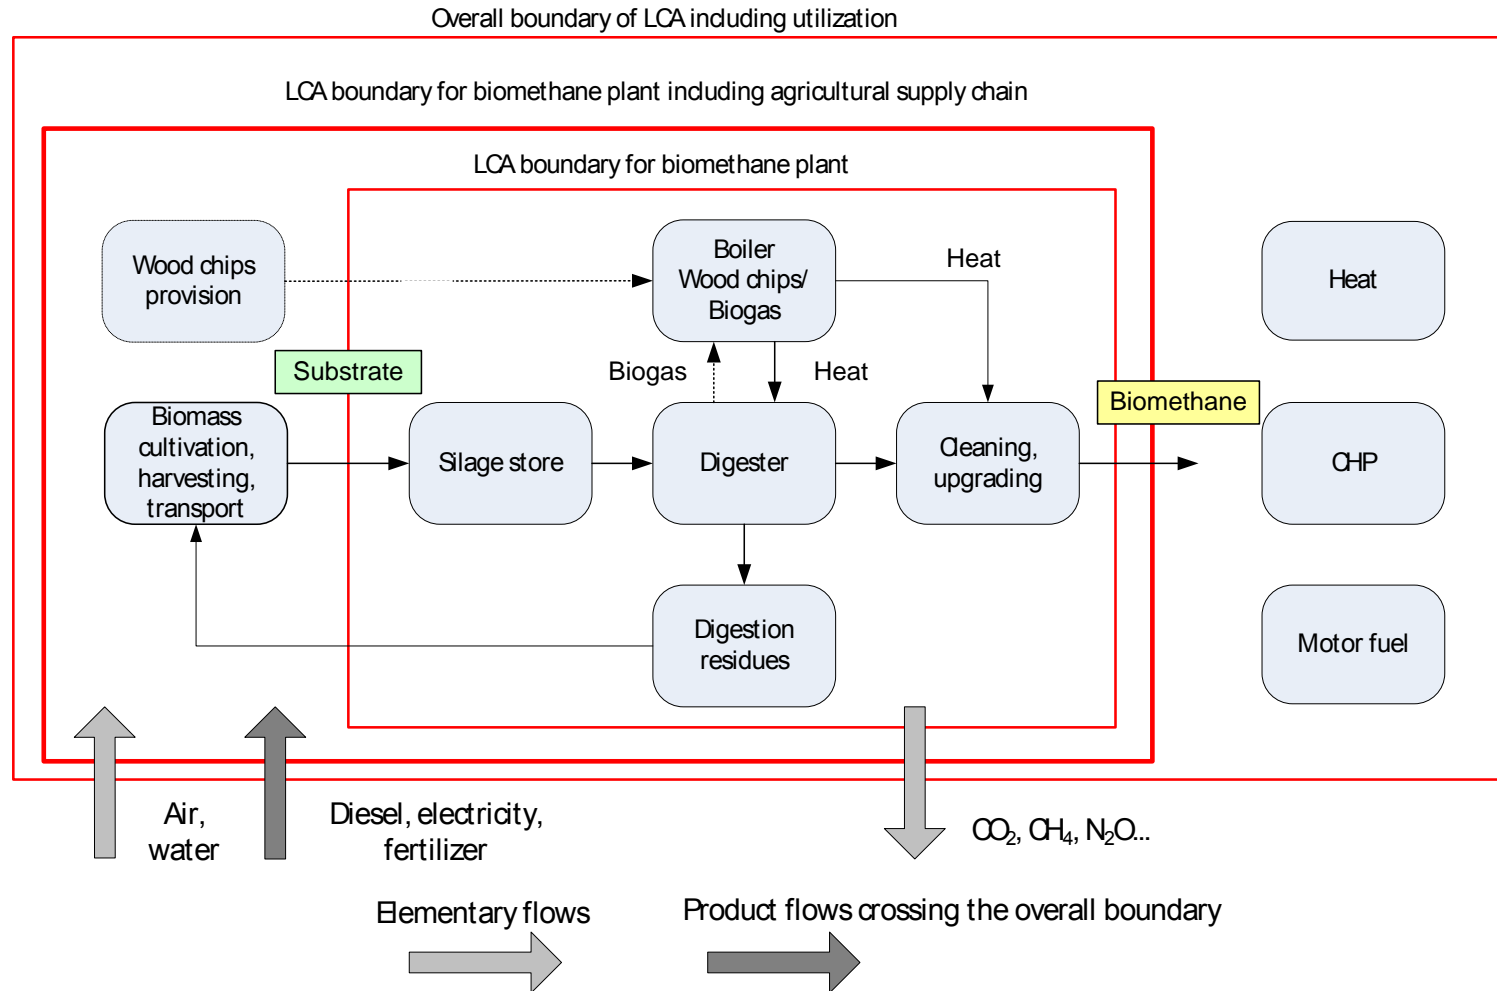 Overall boundary of LCA including utilization
LCA boundary for biomethane plant including agricultural supply chain
LCA boundary for biomethane plant
Wood chips
provision
Boiler
Wood chips/
Biogas
Heat
Heat
Substrate
Biogas
Heat
Biomethane
Biomass
cultivation,
harvesting,
transport
Silage store
Digester
Cleaning,
upgrading
CHP
Digestion
residues
Motor fuel
Air,
water
Diesel, electricity,
fertilizer
CO₂, CH₄, N₂O...
Elementary flows
Product flows crossing the overall boundary